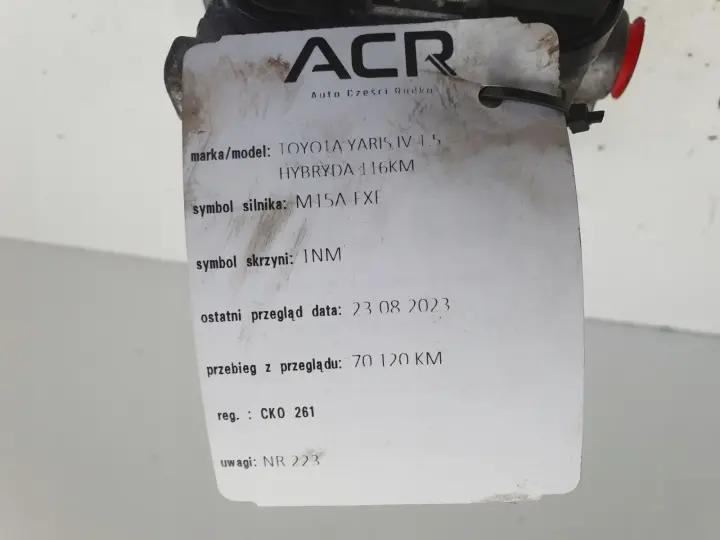 ACR
Auto Części Rudka
marka/model: TOYOTA YARIS IV 1.5
HYBRYDA 116KM
symbol silnika: M15A FXE
symbol skrzyni: 1NM
ostatni przegląd data: 23 08 2023
przebieg z przeglądu: 70 120 KM
reg. : CKO 261
uwagi: NR 223